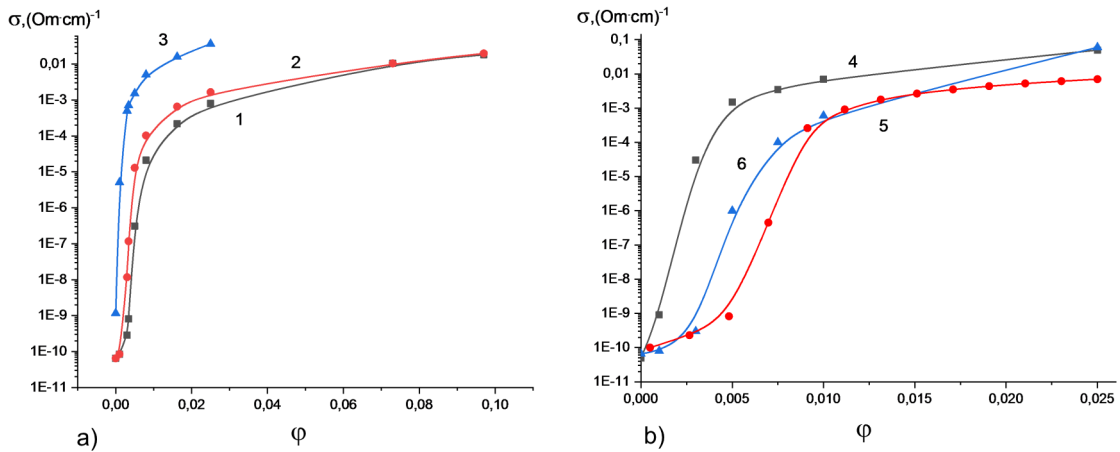 σ,(Om·cm)⁻¹
3
0,01
2
1E-3
1
1E-4
1E-5
1E-6
1E-7
1E-8
1E-9
1E-10
1E-11
0,00 0,02 0,04 0,06 0,08 0,10
a) φ
σ,(Om·cm)⁻¹
0,1
4
0,01
1E-3
5
1E-4
6
1E-5
1E-6
1E-7
1E-8
1E-9
1E-10
1E-11
0,000 0,005 0,010 0,015 0,020 0,025
b) φ